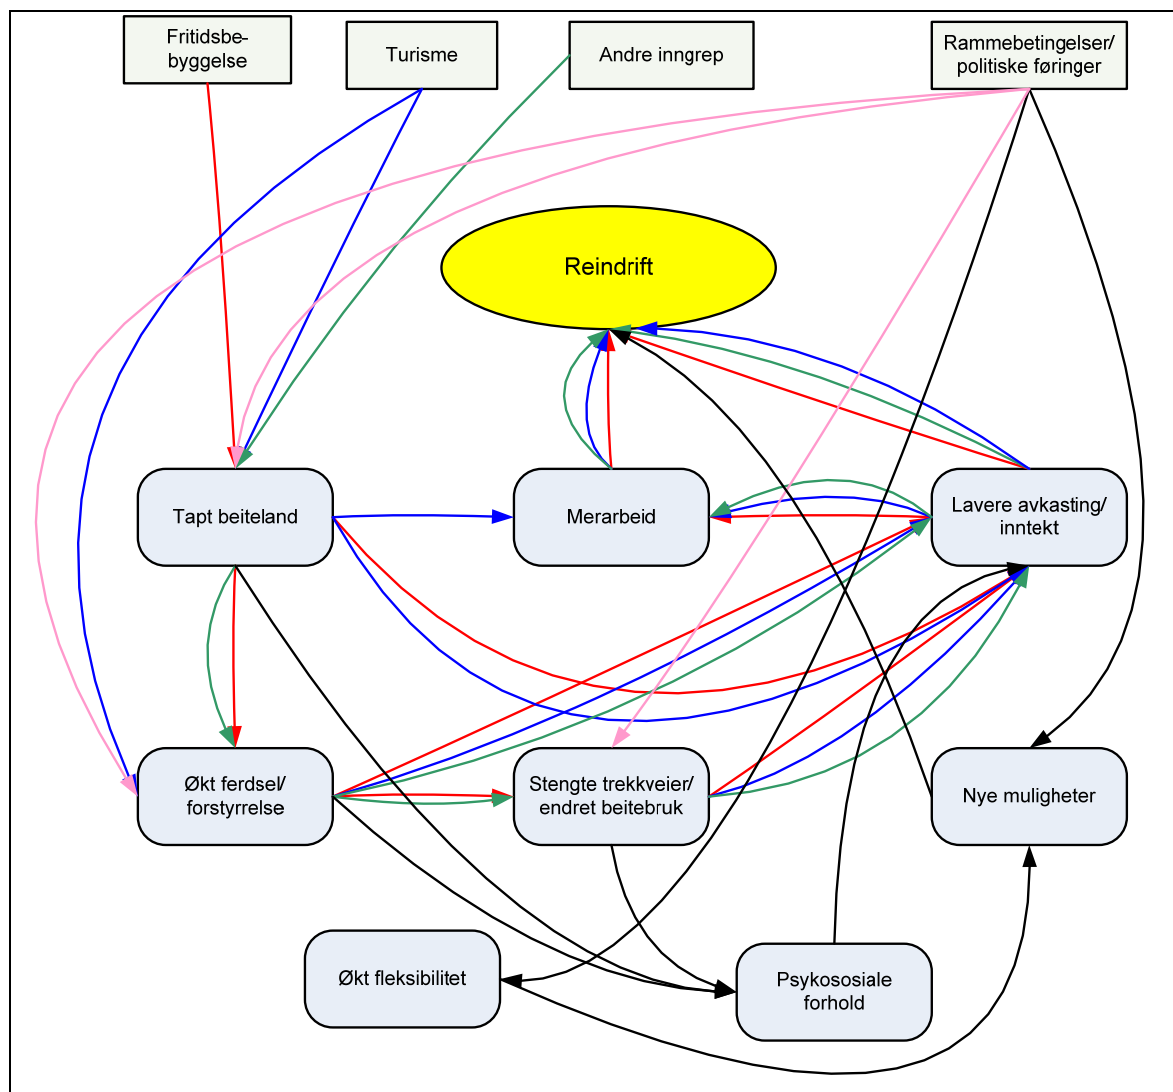 Fritidsbe-
byggelse
Turisme
Andre inngrep
Rammebetingelser/
politiske føringer
Reindrift
Tapt beiteland
Merarbeid
Lavere avkasting/
inntekt
Økt ferdsel/
forstyrrelse
Stengte trekkveier/
endret beitebruk
Nye muligheter
Økt fleksibilitet
Psykososiale
forhold